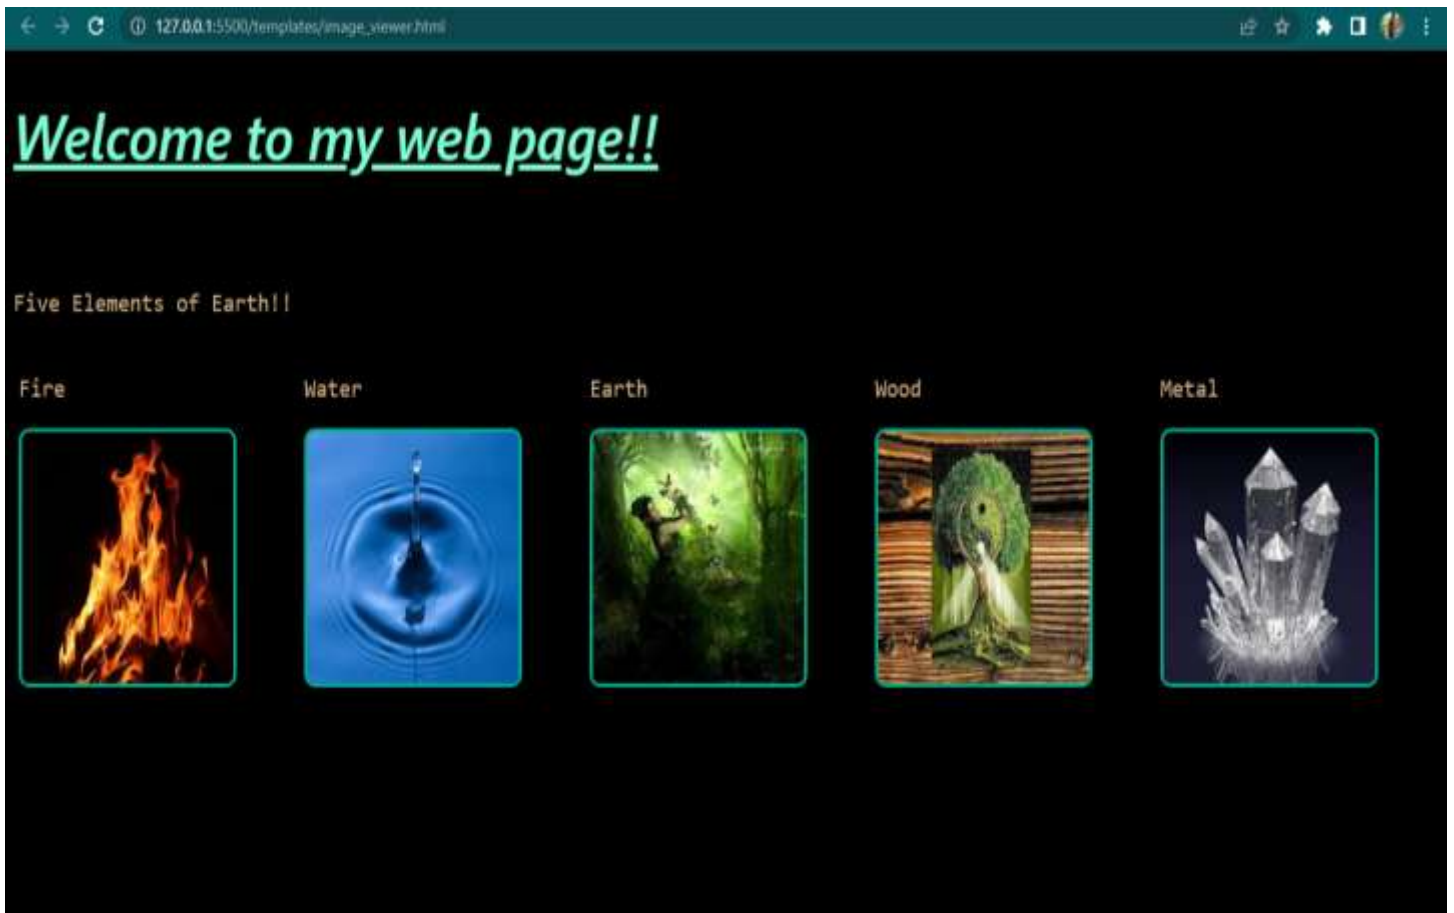 127.0.0.1:5500/templates/image_viewer.html
Welcome to my web page!!
Five Elements of Earth!!
Fire
Water
Earth
Wood
Metal